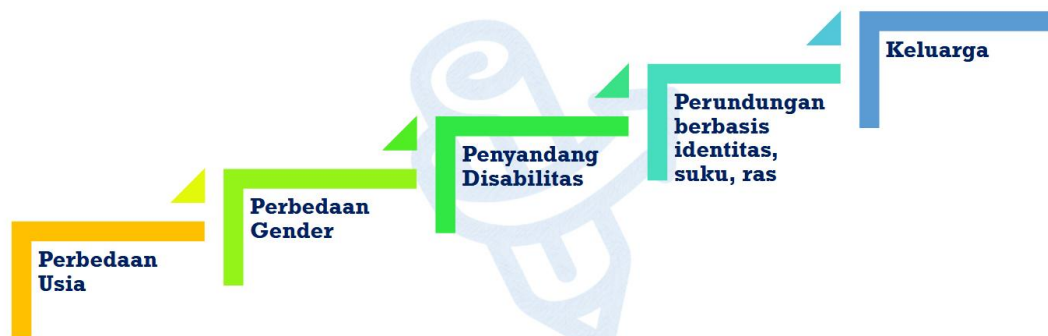 Perbedaan
Usia
Perbedaan
Gender
Penyandang
Disabilitas
Perundungan
berbasis
identitas,
suku, ras
Keluarga